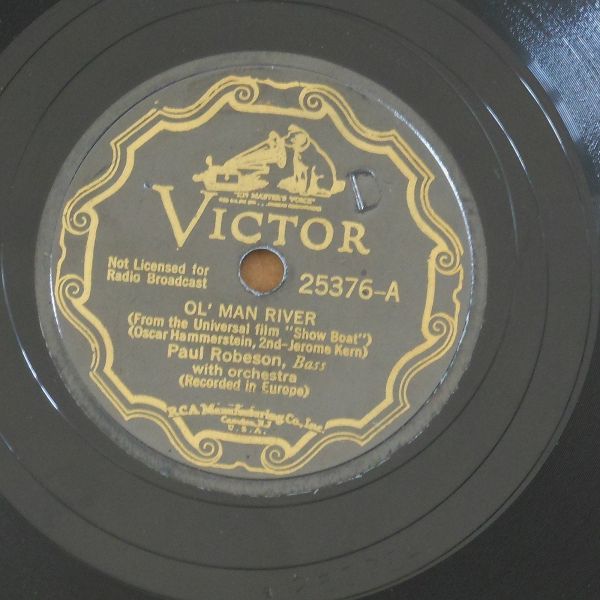 D
"HIS MASTER'S VOICE"
VICTOR
Not Licensed for
Radio Broadcast
25376-A
OL' MAN RIVER
(From the Universal film "Show Boat")
(Oscar Hammerstein, 2nd-Jerome Kern)
Paul Robeson, Bass
with orchestra
(Recorded in Europe)
RCA Manufacturing Co., Inc.
Camden, N.J.
U.S.A.